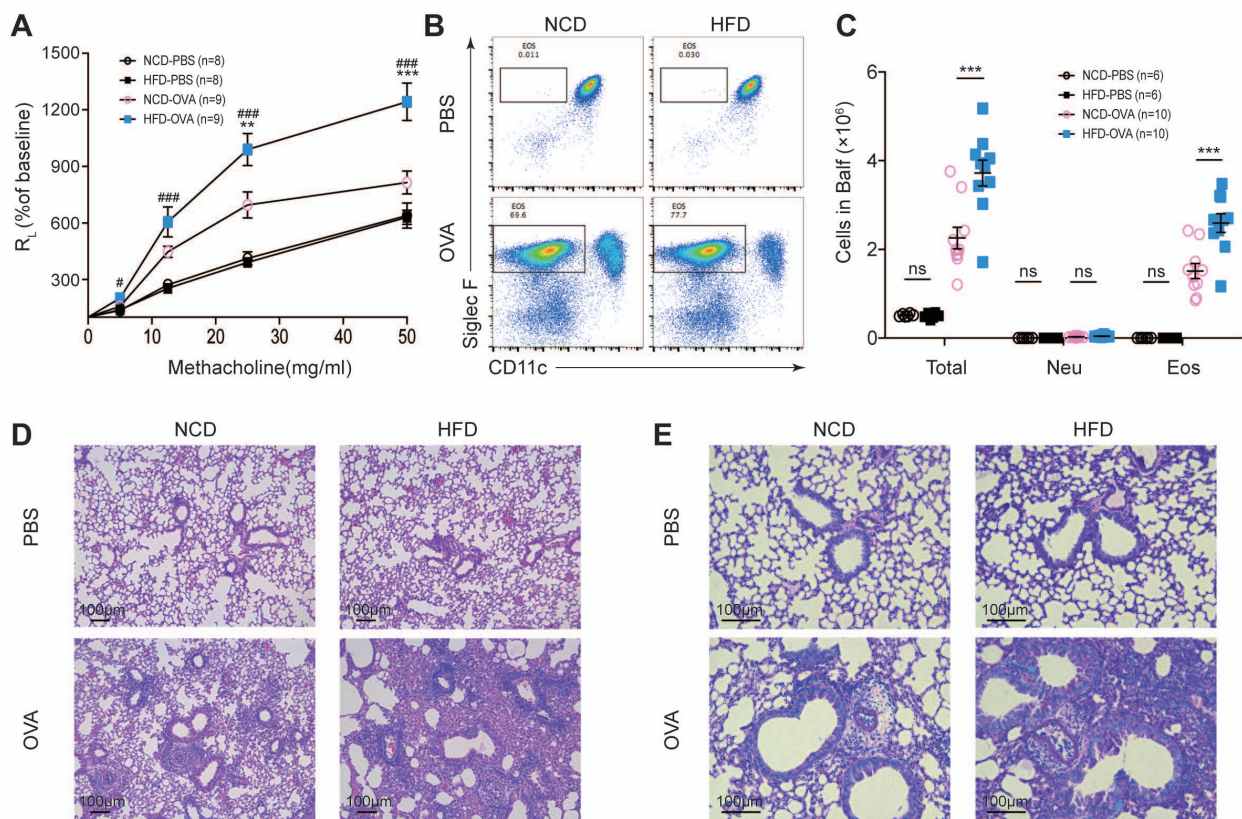 A
R_L (%of baseline)
1500
1200
900
600
300
0
10
20
30
40
50
Methacholine(mg/ml)
NCD-PBS (n=8)
HFD-PBS (n=8)
NCD-OVA (n=9)
HFD-OVA (n=9)
#
###
###
**
###
***
B
NCD
HFD
PBS
OVA
EOS
0.011
EOS
0.030
EOS
69.6
EOS
77.7
Siglec F
CD11c
C
Cells in Balf (×10⁶)
6
4
2
0
NCD-PBS (n=6)
HFD-PBS (n=6)
NCD-OVA (n=10)
HFD-OVA (n=10)
ns
***
ns
ns
ns
***
Total
Neu
Eos
D
NCD
HFD
PBS
OVA
100μm
100μm
100μm
100μm
E
NCD
HFD
PBS
OVA
100μm
100μm
100μm
100μm